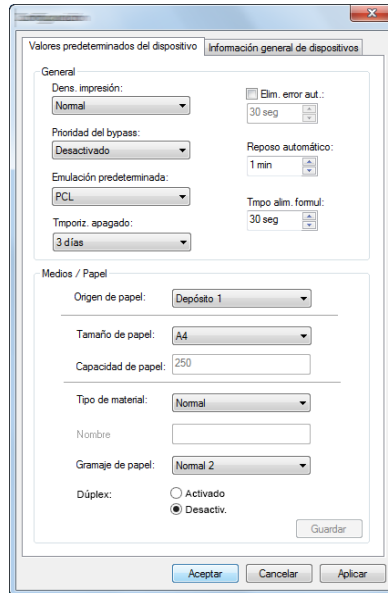 Valores predeterminados del dispositivo
Información general de dispositivos
General
Dens. impresión:
Normal
Elim. error aut.:
30 seg
Prioridad del bypass:
Desactivado
Reposo automático:
1 min
Emulación predeterminada:
PCL
Tmpo alim. formul:
30 seg
Tmporiz. apagado:
3 días
Medios / Papel
Origen de papel:
Depósito 1
Tamaño de papel:
A4
Capacidad de papel:
250
Tipo de material:
Normal
Nombre
Gramaje de papel:
Normal 2
Dúplex:
Activado
Desactiv.
Guardar
Aceptar
Cancelar
Aplicar